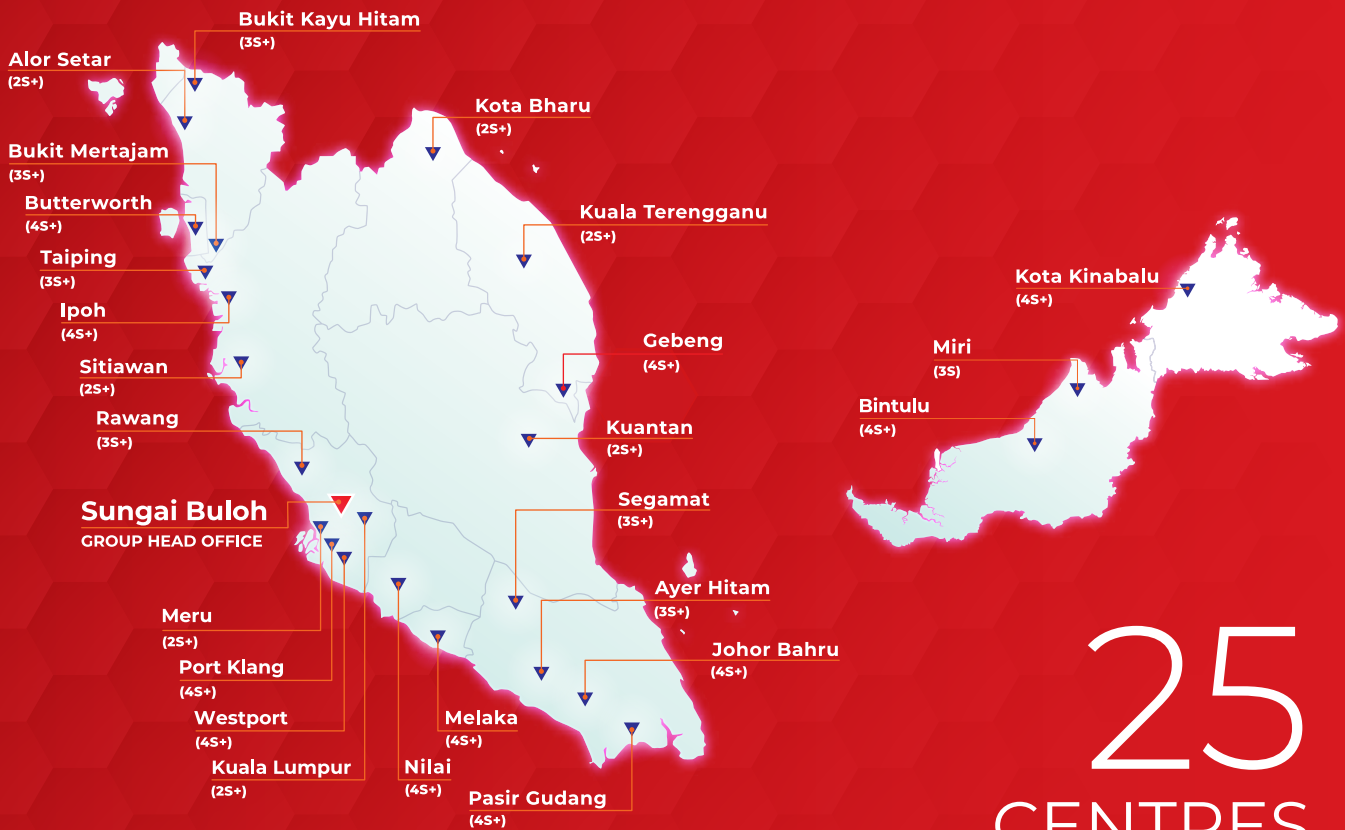 Bukit Kayu Hitam
(3S+)
Alor Setar
(2S+)
Kota Bharu
(2S+)
Bukit Mertajam
(3S+)
Butterworth
(4S+)
Kuala Terengganu
(2S+)
Taiping
(3S+)
Kota Kinabalu
(4S+)
Ipoh
(4S+)
Gebeng
(4S+)
Miri
(3S)
Sitiawan
(2S+)
Bintulu
(4S+)
Rawang
(3S+)
Kuantan
(2S+)
Sungai Buloh
GROUP HEAD OFFICE
Segamat
(3S+)
Ayer Hitam
(3S+)
Meru
(2S+)
Johor Bahru
(4S+)
Port Klang
(4S+)
Westport
(4S+)
Melaka
(4S+)
Kuala Lumpur
(2S+)
Nilai
(4S+)
Pasir Gudang
(4S+)
25
CENTRES